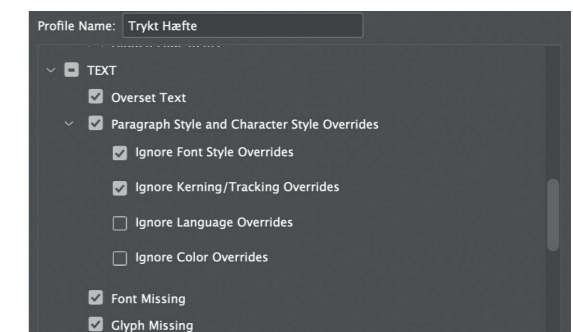 Profile Name: Trykt Hæfte
TEXT
Overset Text
Paragraph Style and Character Style Overrides
Ignore Font Style Overrides
Ignore Kerning/Tracking Overrides
Ignore Language Overrides
Ignore Color Overrides
Font Missing
Glyph Missing